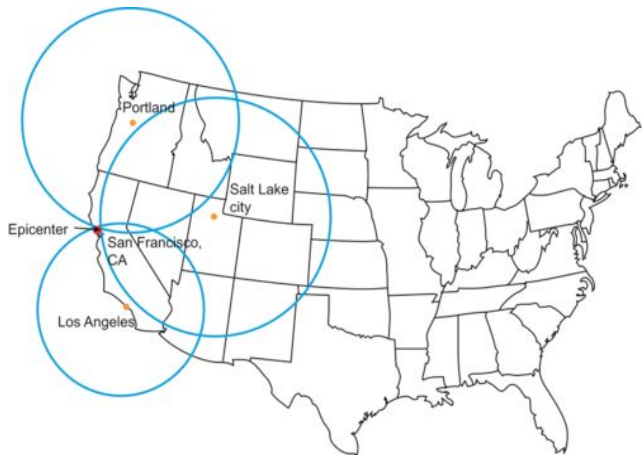 Portland
Salt Lake
city
Epicenter
San Francisco,
CA
Los Angeles